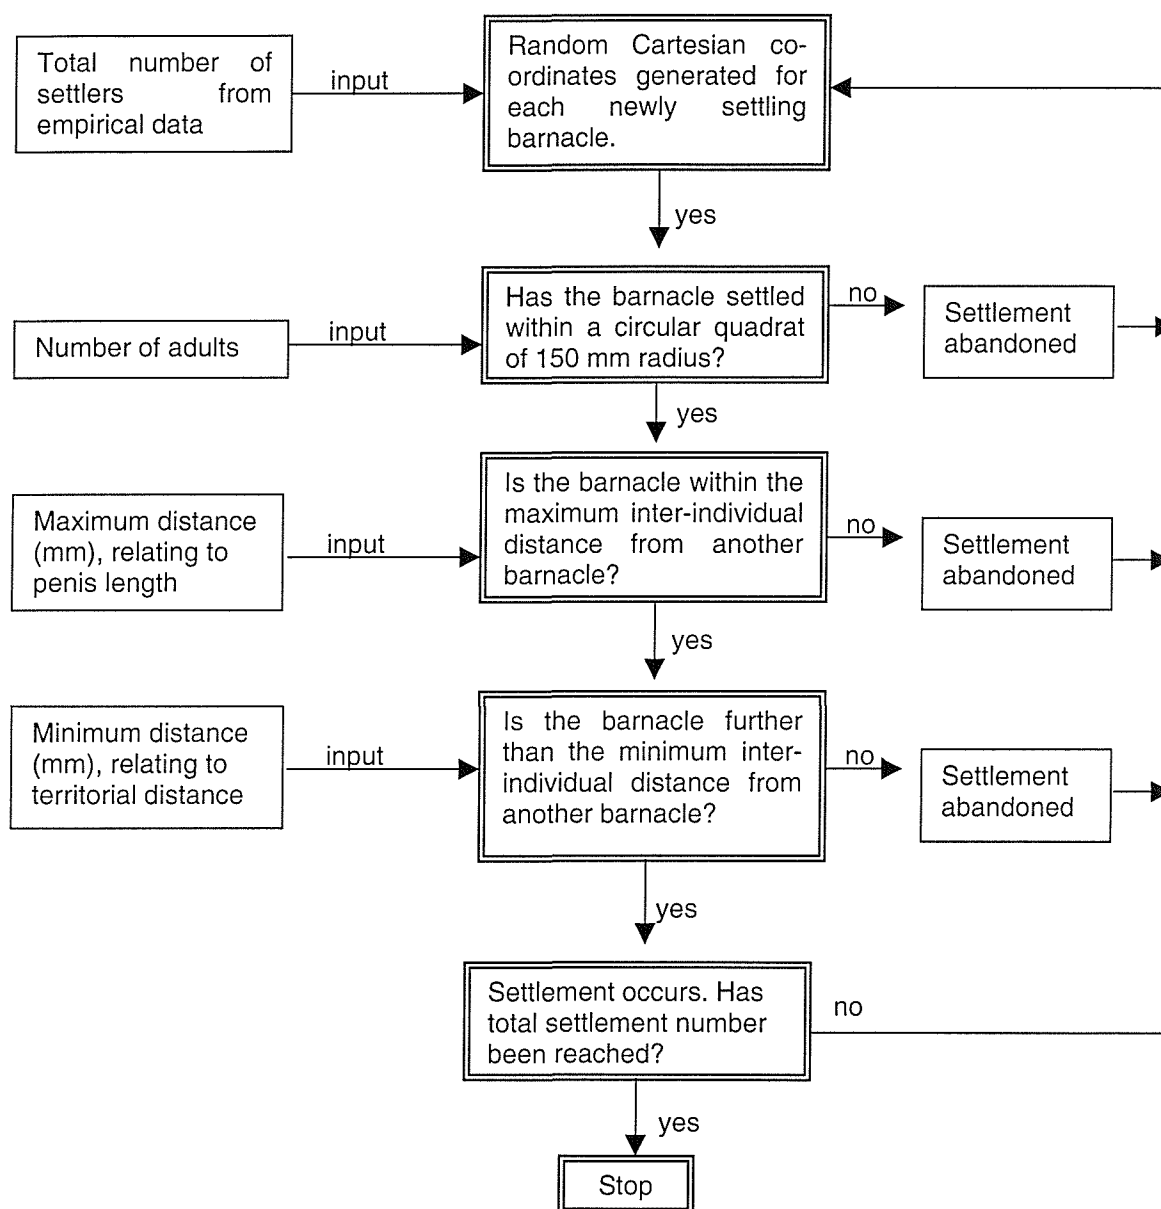 Total number of
settlers from
empirical data
input
Random Cartesian co-
ordinates generated for
each newly settling
barnacle.
yes
Number of adults
input
Has the barnacle settled
within a circular quadrat
of 150 mm radius?
no
Settlement
abandoned
yes
Maximum distance
(mm), relating to
penis length
input
Is the barnacle within the
maximum inter-individual
distance from another
barnacle?
no
Settlement
abandoned
yes
Minimum distance
(mm), relating to
territorial distance
input
Is the barnacle further
than the minimum inter-
individual distance from
another barnacle?
no
Settlement
abandoned
yes
Settlement occurs. Has
total settlement number
been reached?
no
yes
Stop